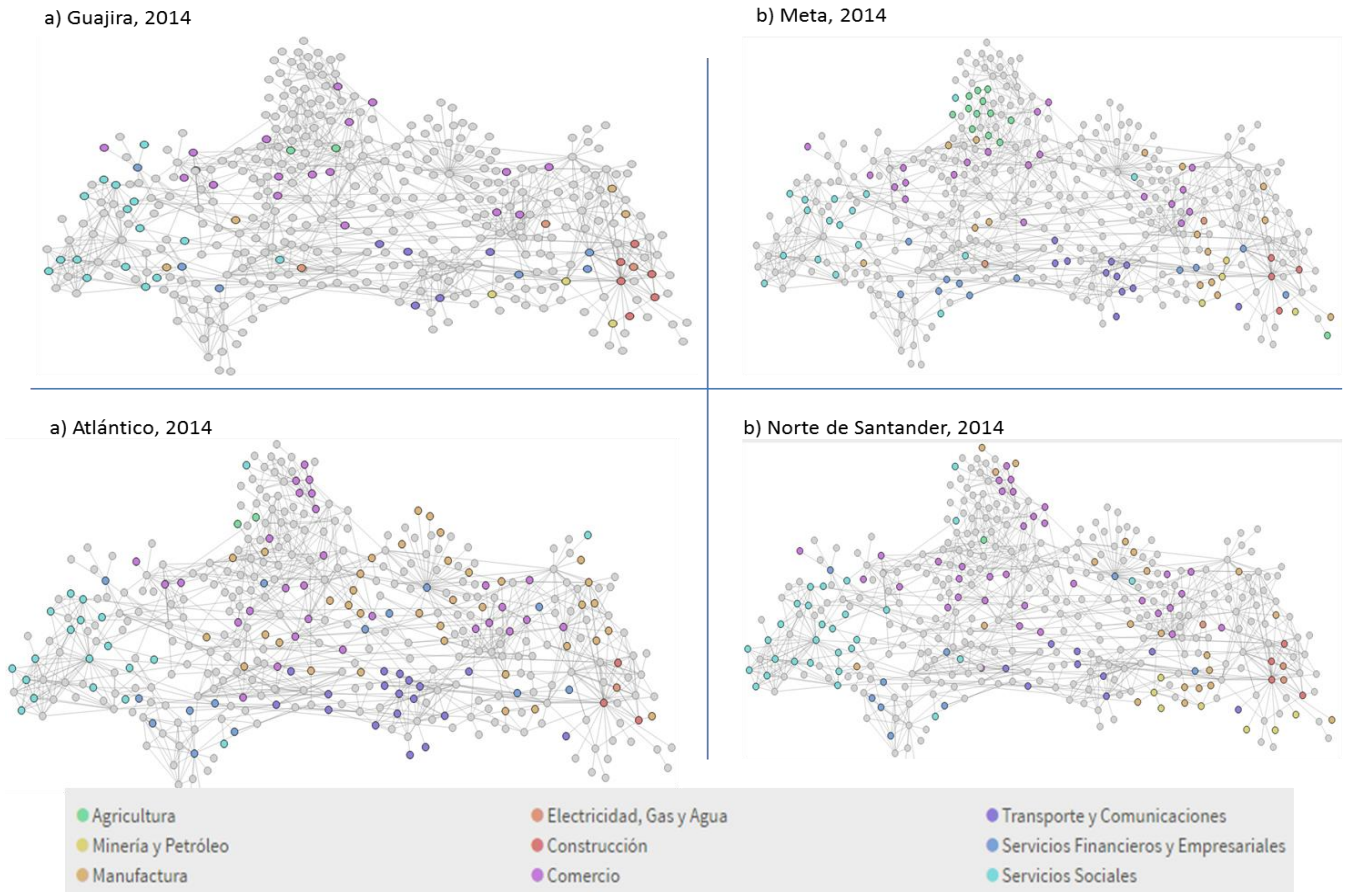 a) Guajira, 2014
b) Meta, 2014
a) Atlántico, 2014
b) Norte de Santander, 2014
Agricultura
Electricidad, Gas y Agua
Transporte y Comunicaciones
Minería y Petróleo
Construcción
Servicios Financieros y Empresariales
Manufactura
Comercio
Servicios Sociales